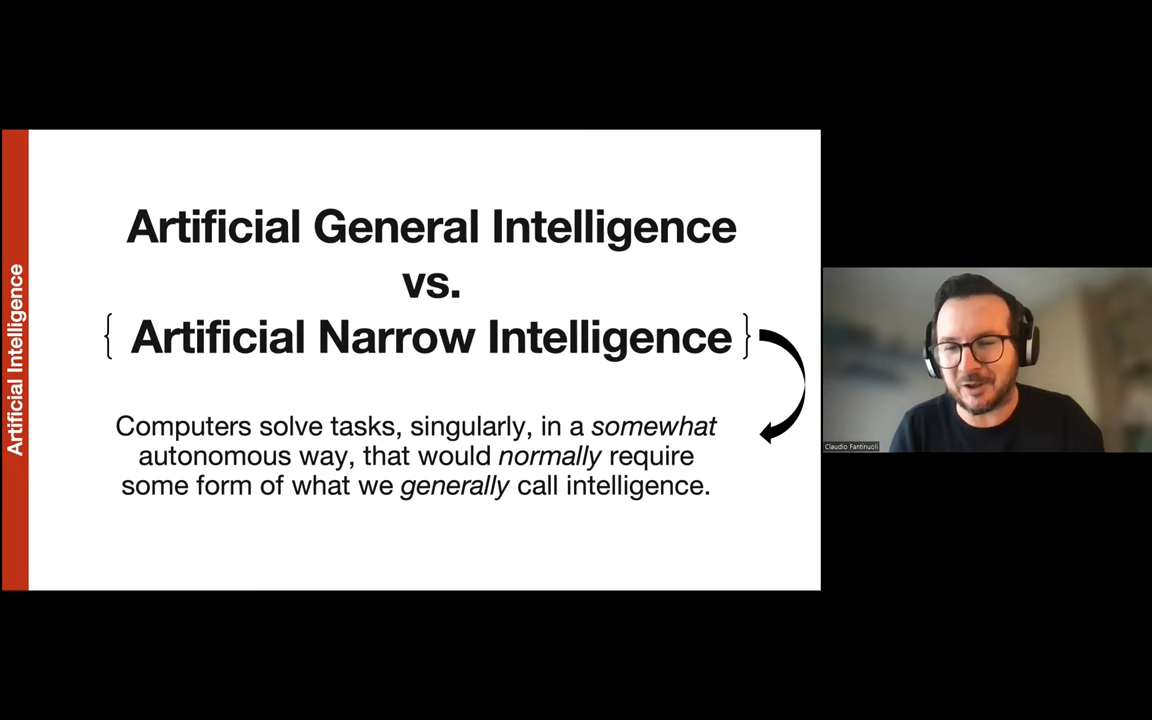 Artificial Intelligence
Artificial General Intelligence
vs.
{ Artificial Narrow Intelligence }
Computers solve tasks, singularly, in a somewhat
autonomous way, that would normally require
some form of what we generally call intelligence.
Claudio Fantinuoli